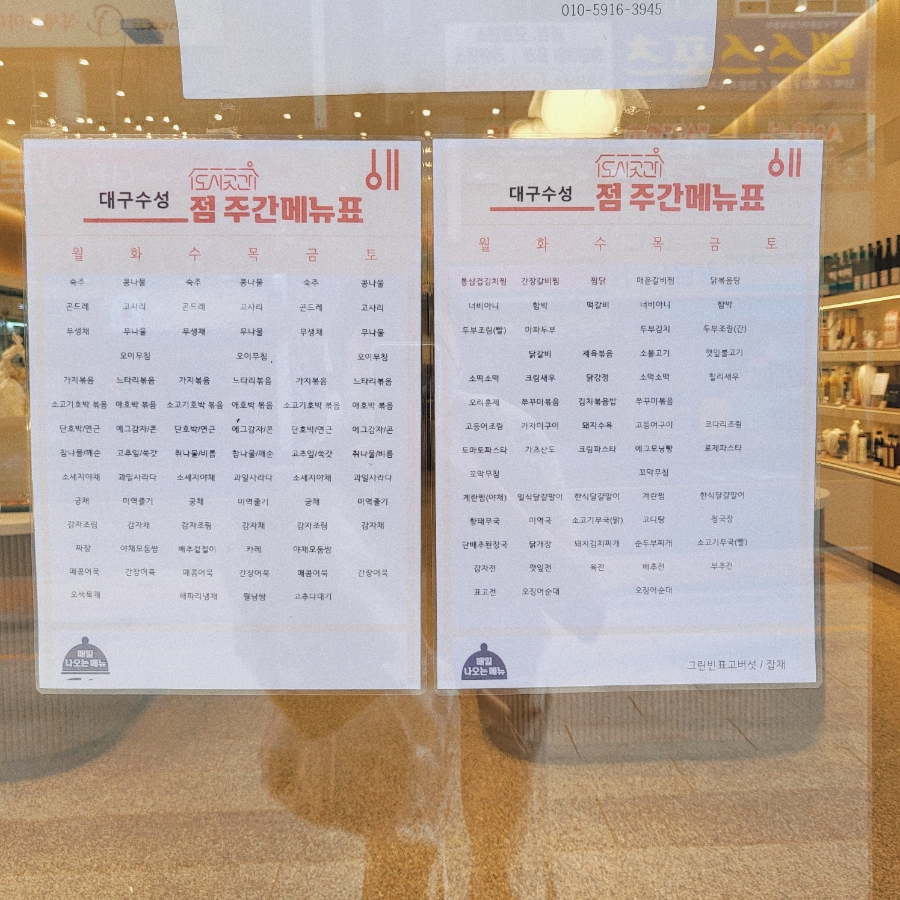 010-5916-3945
도시곳간
대구수성 점 주간메뉴표
월 화 수 목 금 토
숙주 콩나물 숙주 콩나물 숙주 콩나물
곤드레 고사리 곤드레 고사리 곤드레 고사리
무생채 무나물 무생채 무나물 무생채 무나물
오이무침 오이무침 오이무침
가지볶음 느타리볶음 가지볶음 느타리볶음 가지볶음 느타리볶음
소고기호박 볶음 애호박 볶음 소고기호박 볶음 애호박 볶음 소고기호박 볶음 애호박 볶음
단호박/연근 에그감자/콘 단호박/연근 에그감자/콘 단호박/연근 에그감자/콘
참나물/깨순 고추잎/쑥갓 취나물/비름 참나물/깨순 고추잎/쑥갓 취나물/비름
소세지야채 과일사라다 소세지야채 과일사라다 소세지야채 과일사라다
궁채 미역줄기 궁채 미역줄기 궁채 미역줄기
감자조림 감자채 감자조림 감자채 감자조림 감자채
짜장 야채모둠쌈 배추겉절이 카레 야채모둠쌈
매콤어묵 간장어묵 매콤어묵 간장어묵 매콤어묵 간장어묵
오색묵채 해파리냉채 월남쌈 고추다대기
매일
나오는메뉴
도시곳간
대구수성 점 주간메뉴표
월 화 수 목 금 토
통삼겹김치찜 간장갈비찜 찜닭 매운갈비찜 닭볶음탕
너비아니 함박 떡갈비 너비아니 함박
두부조림(빨) 마파두부 두부강치 두부조림(간)
닭갈비 제육볶음 소불고기 깻잎불고기
소떡소떡 크림새우 닭강정 소떡소떡 칠리새우
오리훈제 쭈꾸미볶음 김치볶음밥 쭈꾸미볶음
고등어조림 가자미구이 돼지수육 고등어구이 코다리조림
토마토파스타 가츠산도 크림파스타 에그모닝빵 로제파스타
꼬막무침 꼬막무침
계란찜(야채) 일식달걀말이 한식달걀말이 계란찜 한식달걀말이
황태무국 미역국 소고기무국(맑) 고디탕 청국장
단배추된장국 닭개장 돼지김치찌개 순두부찌개 소고기무국(빨)
감자전 깻잎전 육전 배추전 부추전
표고전 오징어순대 오징어순대
매일
나오는메뉴
그린빈표고버섯 / 잡채